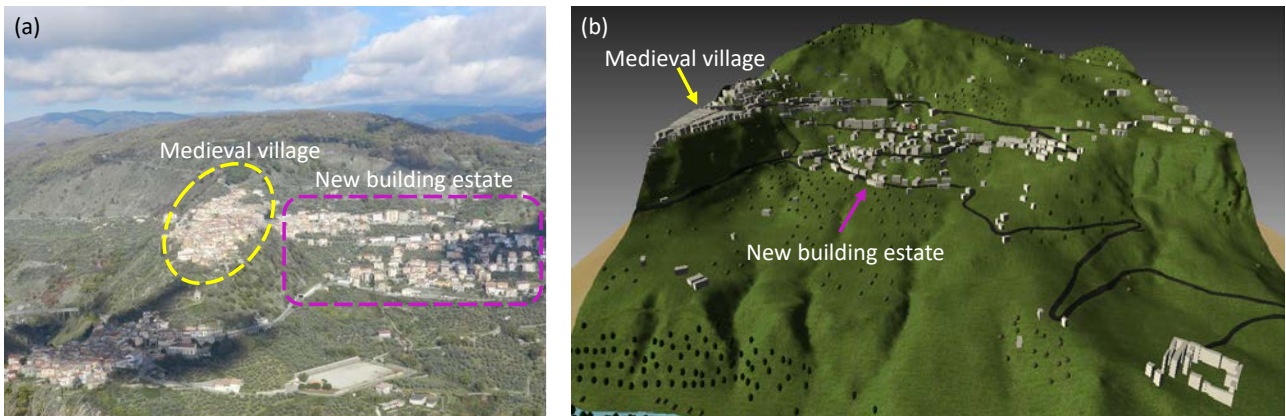 (a)
Medieval village
New building estate
(b)
Medieval village
New building estate